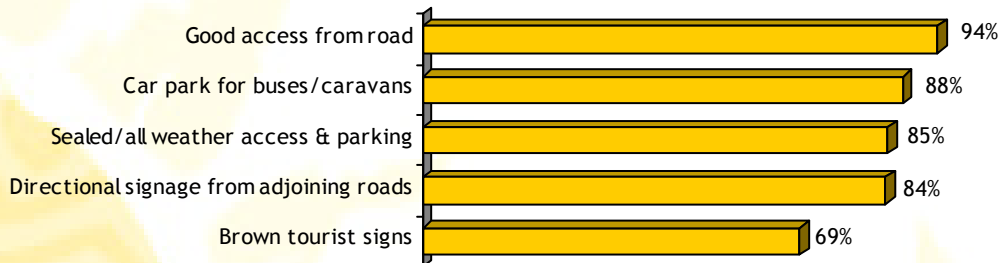 Good access from road 94%
Car park for buses/caravans 88%
Sealed/all weather access & parking 85%
Directional signage from adjoining roads 84%
Brown tourist signs 69%